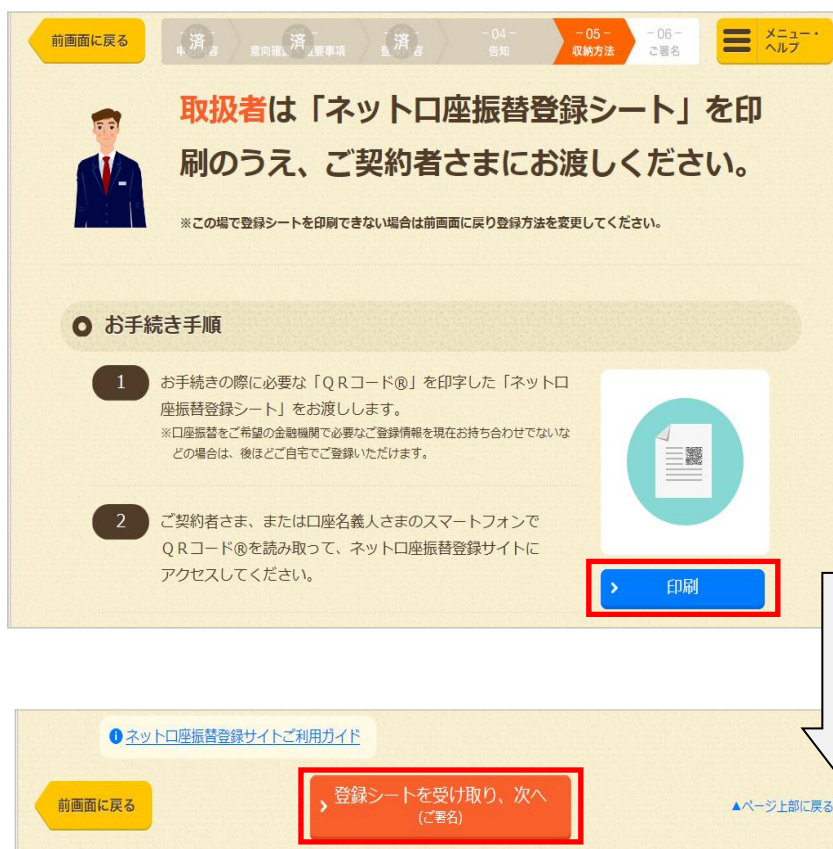 前画面に戻る
済
済
済
-04-
告知
-05-
収納方法
-06-
ご署名
メニュー・
ヘルプ
取扱者は「ネット口座振替登録シート」を印
刷のうえ、ご契約者さまにお渡しください。
※この場で登録シートを印刷できない場合は前画面に戻り登録方法を変更してください。
お手続き手順
1
お手続きの際に必要な「QRコード®」を印字した「ネット口
座振替登録シート」をお渡しします。
※口座振替をご希望の金融機関で必要なご登録情報を現在お持ち合わせでないな
どの場合は、後ほどご自宅でご登録いただけます。
2
ご契約者さま、または口座名義人さまのスマートフォンで
QRコード®を読み取って、ネット口座振替登録サイトに
アクセスしてください。
印刷
ネット口座振替登録サイトご利用ガイド
前画面に戻る
登録シートを受け取り、次へ
(ご署名)
▲ページ上部に戻る